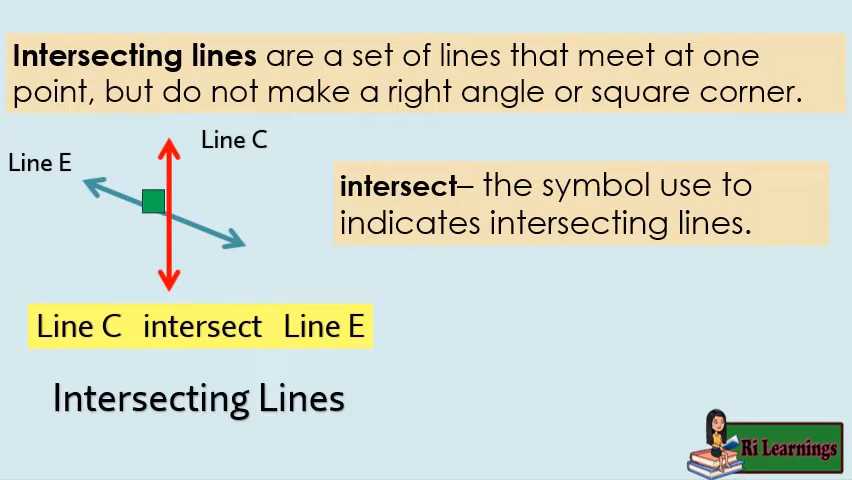 Intersecting lines are a set of lines that meet at one
point, but do not make a right angle or square corner.
Line C
Line E
intersect– the symbol use to
indicates intersecting lines.
Line C intersect Line E
Intersecting Lines
Ri Learnings